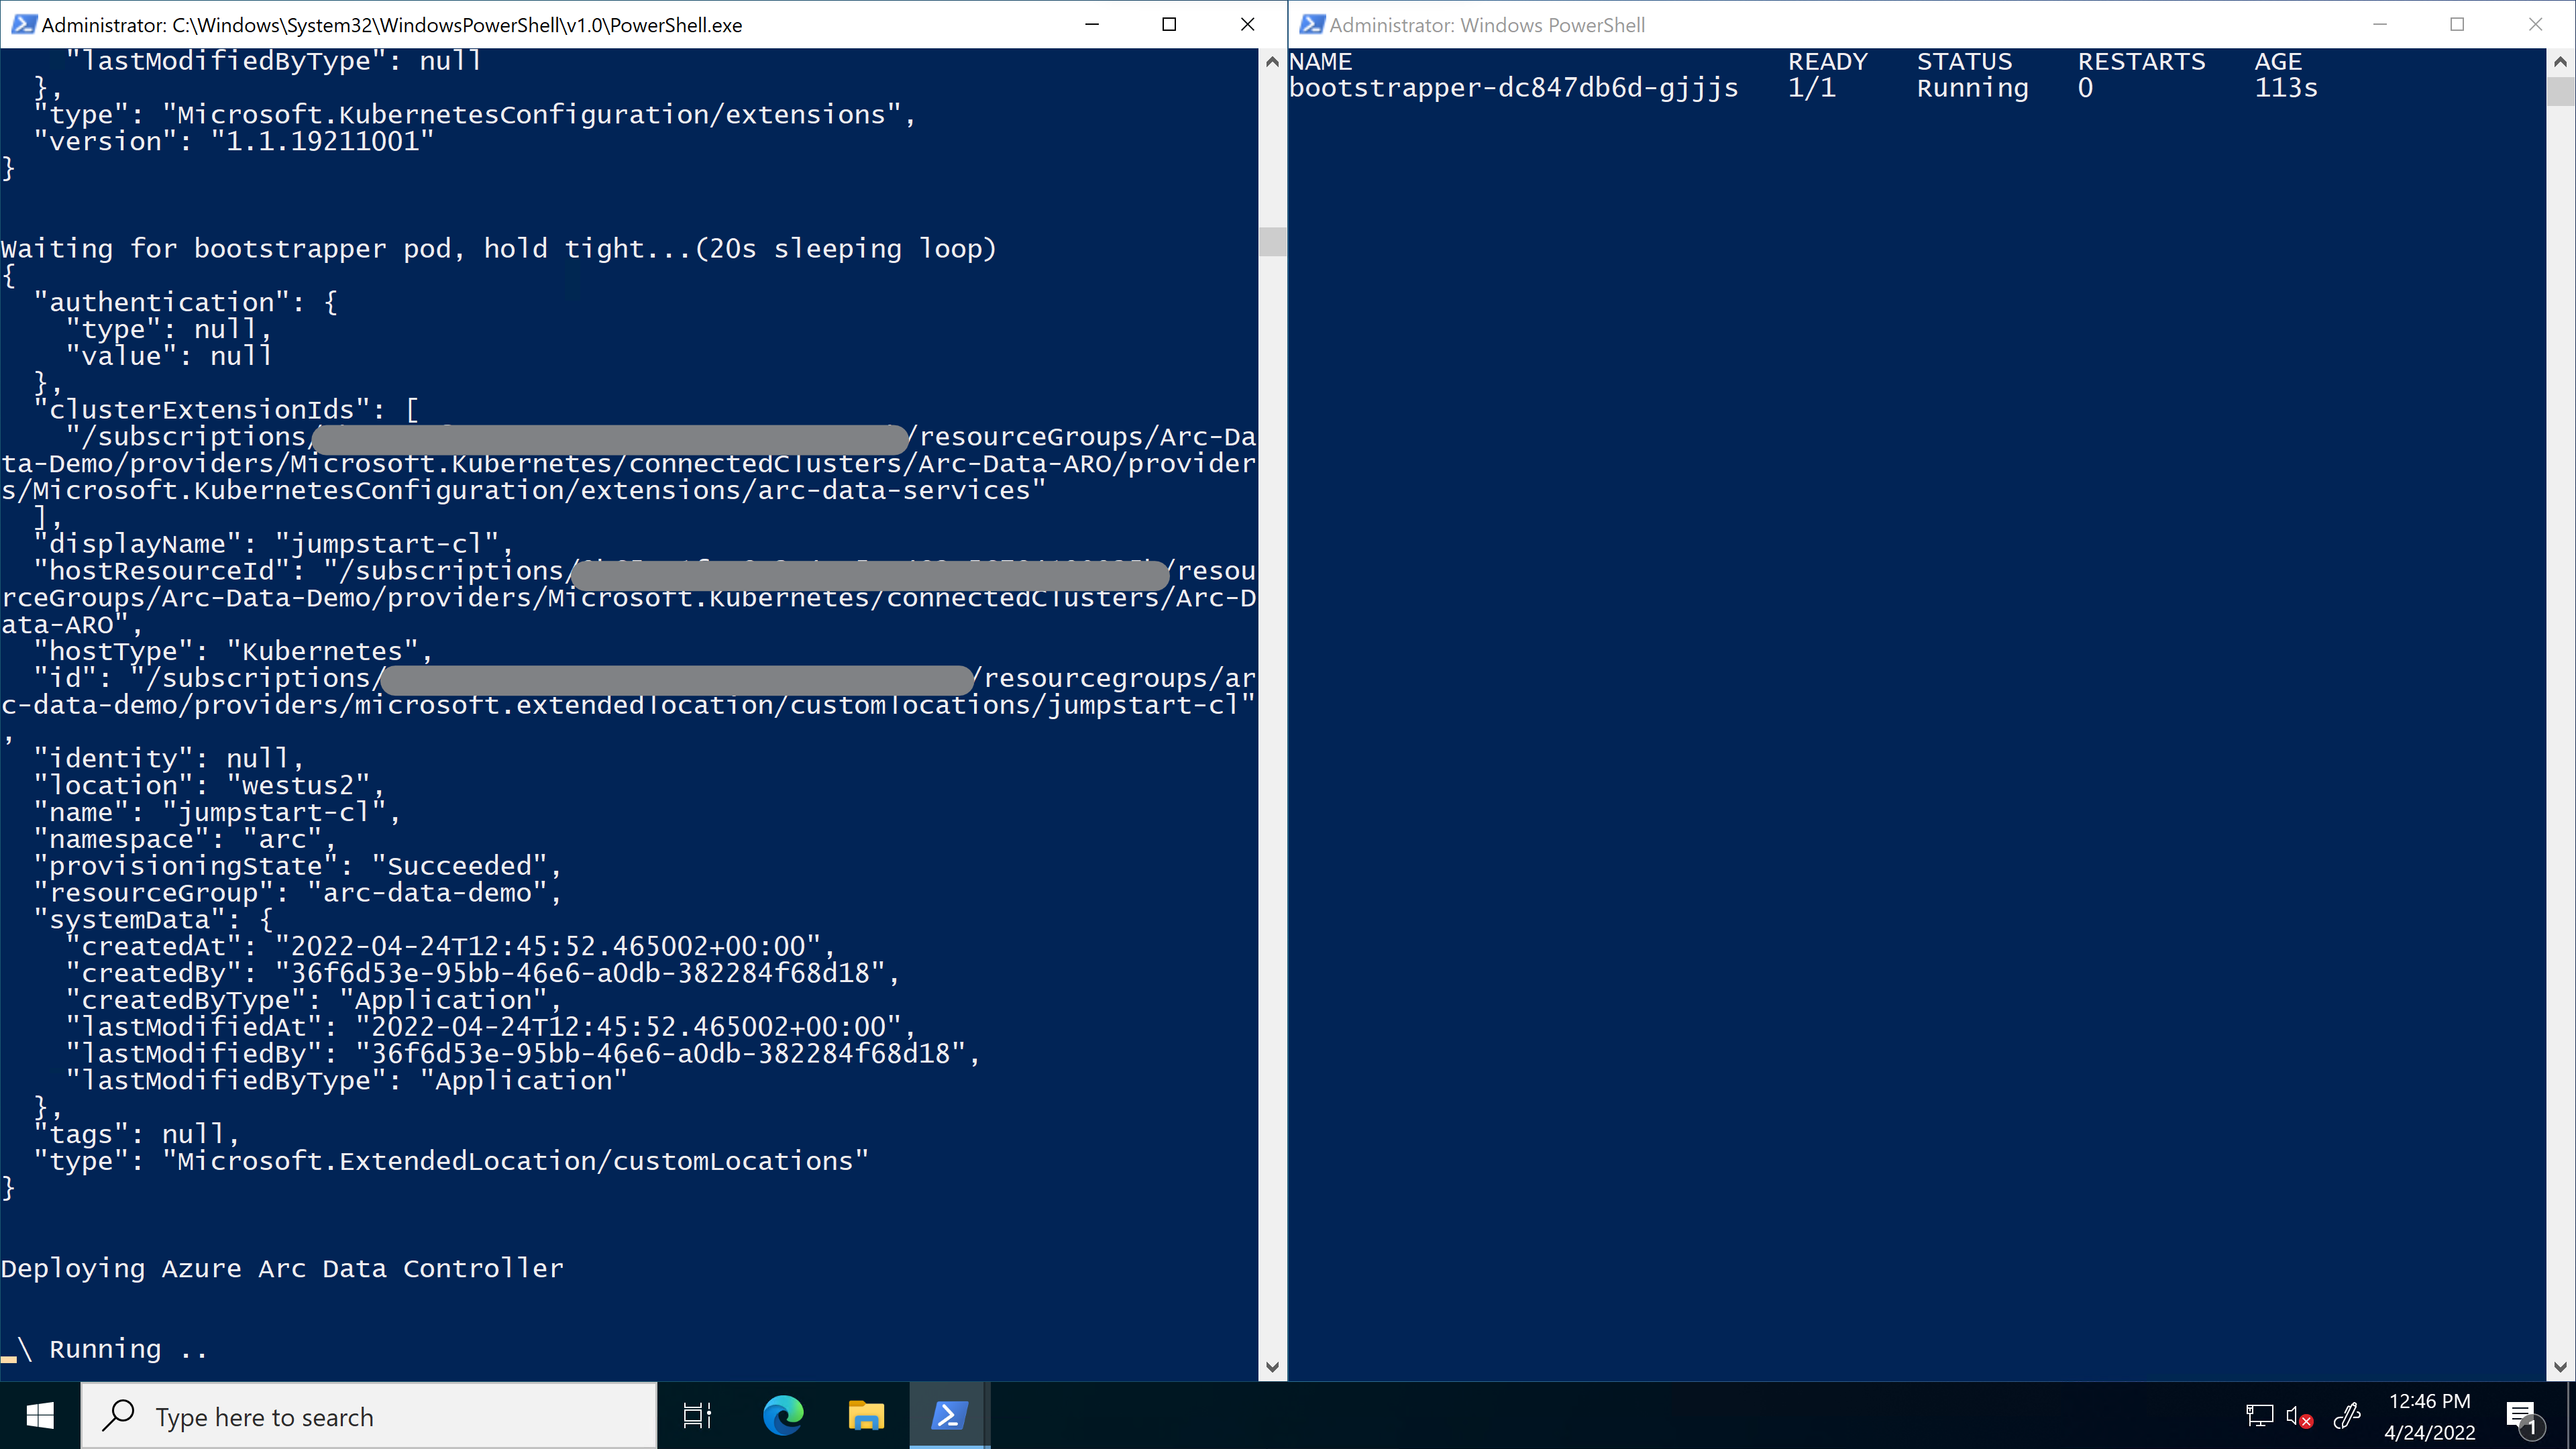 Administrator: C:\Windows\System32\WindowsPowerShell\v1.0\PowerShell.exe
    "lastModifiedByType": null
  },
  "type": "Microsoft.KubernetesConfiguration/extensions",
  "version": "1.1.19211001"
}
Waiting for bootstrapper pod, hold tight...(20s sleeping loop)
{
  "authentication": {
    "type": null,
    "value": null
  },
  "clusterExtensionIds": [
    "/subscriptions/ /resourceGroups/Arc-Da
ta-Demo/providers/Microsoft.Kubernetes/connectedClusters/Arc-Data-ARO/provider
s/Microsoft.KubernetesConfiguration/extensions/arc-data-services"
  ],
  "displayName": "jumpstart-cl",
  "hostResourceId": "/subscriptions/ /resou
rceGroups/Arc-Data-Demo/providers/Microsoft.Kubernetes/connectedClusters/Arc-D
ata-ARO",
  "hostType": "Kubernetes",
  "id": "/subscriptions/ /resourcegroups/ar
c-data-demo/providers/microsoft.extendedlocation/customlocations/jumpstart-cl"
,
  "identity": null,
  "location": "westus2",
  "name": "jumpstart-cl",
  "namespace": "arc",
  "provisioningState": "Succeeded",
  "resourceGroup": "arc-data-demo",
  "systemData": {
    "createdAt": "2022-04-24T12:45:52.465002+00:00",
    "createdBy": "36f6d53e-95bb-46e6-a0db-382284f68d18",
    "createdByType": "Application",
    "lastModifiedAt": "2022-04-24T12:45:52.465002+00:00",
    "lastModifiedBy": "36f6d53e-95bb-46e6-a0db-382284f68d18",
    "lastModifiedByType": "Application"
  },
  "tags": null,
  "type": "Microsoft.ExtendedLocation/customLocations"
}
Deploying Azure Arc Data Controller
\ Running ..
Administrator: Windows PowerShell
NAME READY STATUS RESTARTS AGE
bootstrapper-dc847db6d-gjjjs 1/1 Running 0 113s
Type here to search
12:46 PM
4/24/2022
1